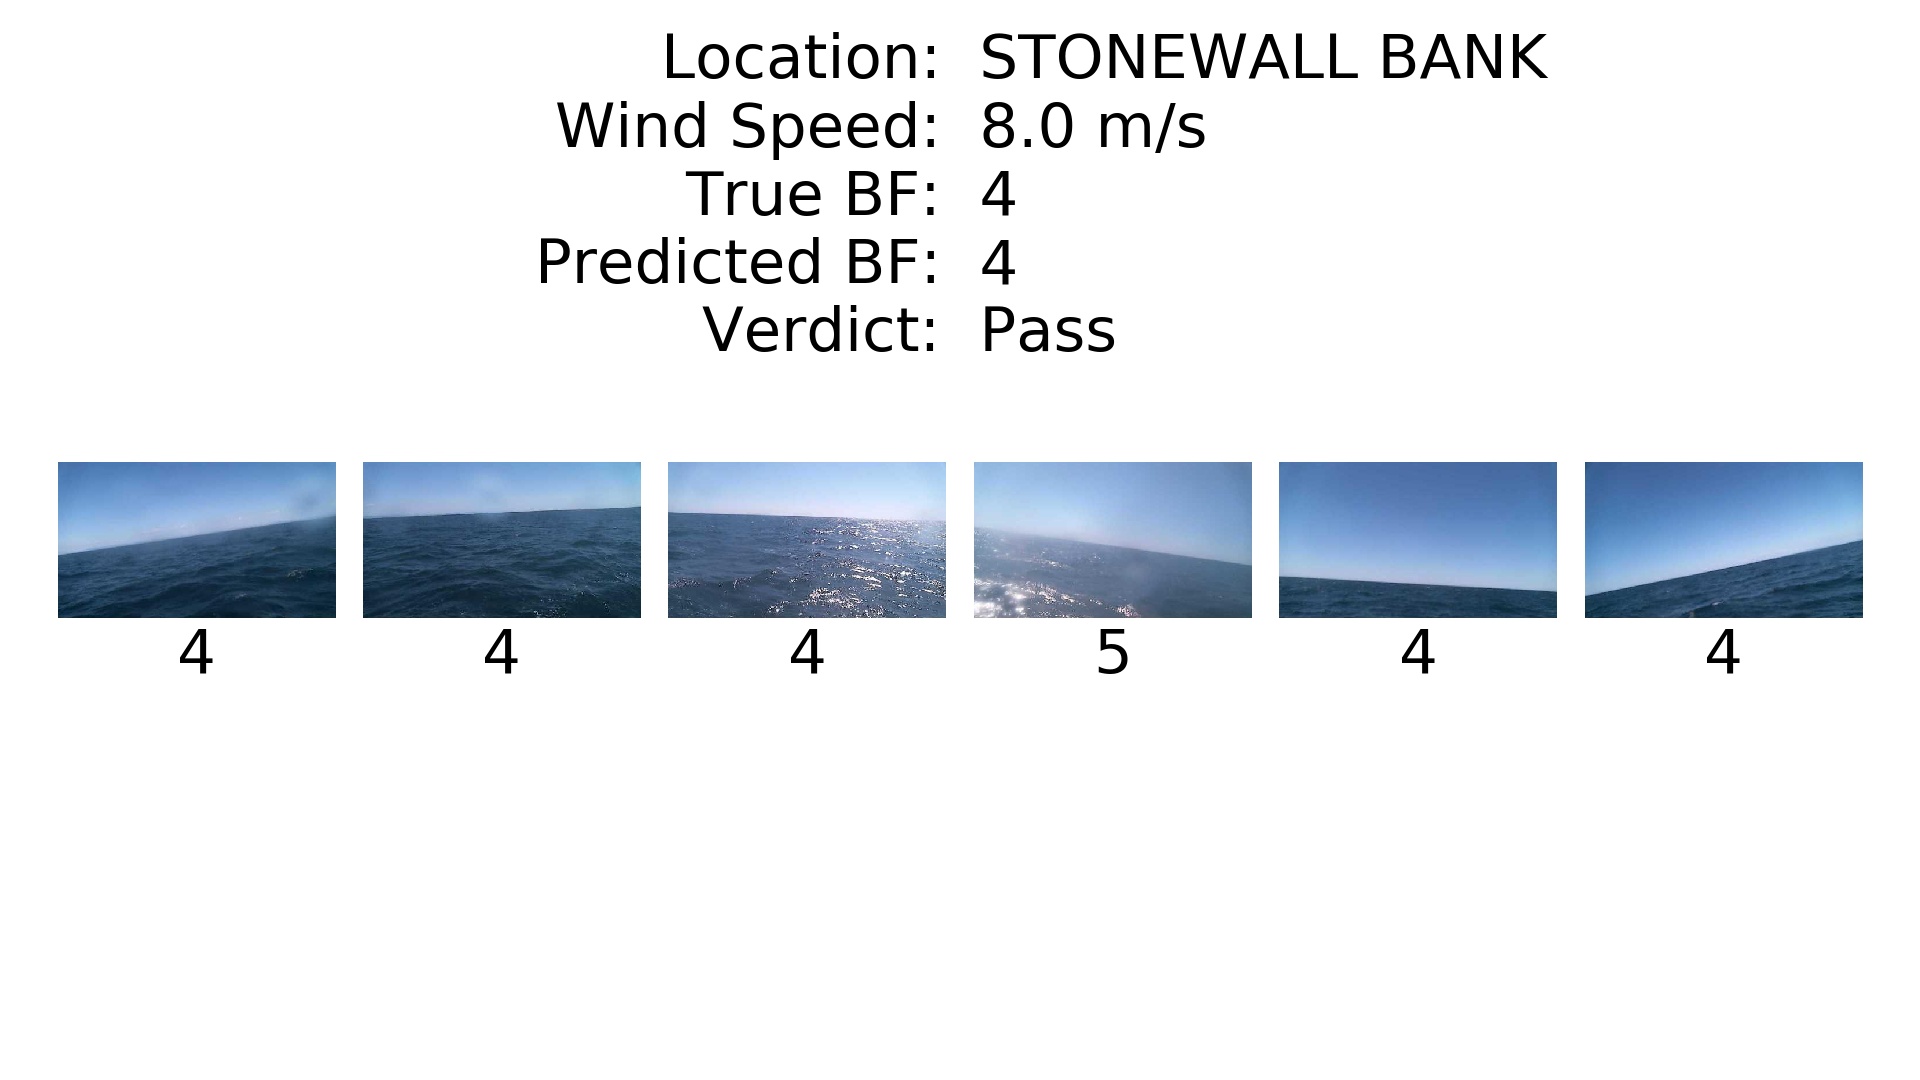 Location: STONEWALL BANK
Wind Speed: 8.0 m/s
True BF: 4
Predicted BF: 4
Verdict: Pass
4 4 4 5 4 4